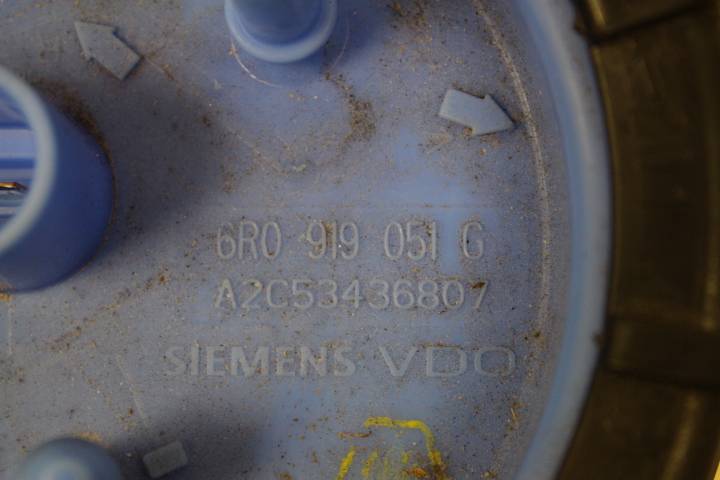 6R0 919 051 G
A2C53436807
SIEMENS VDO